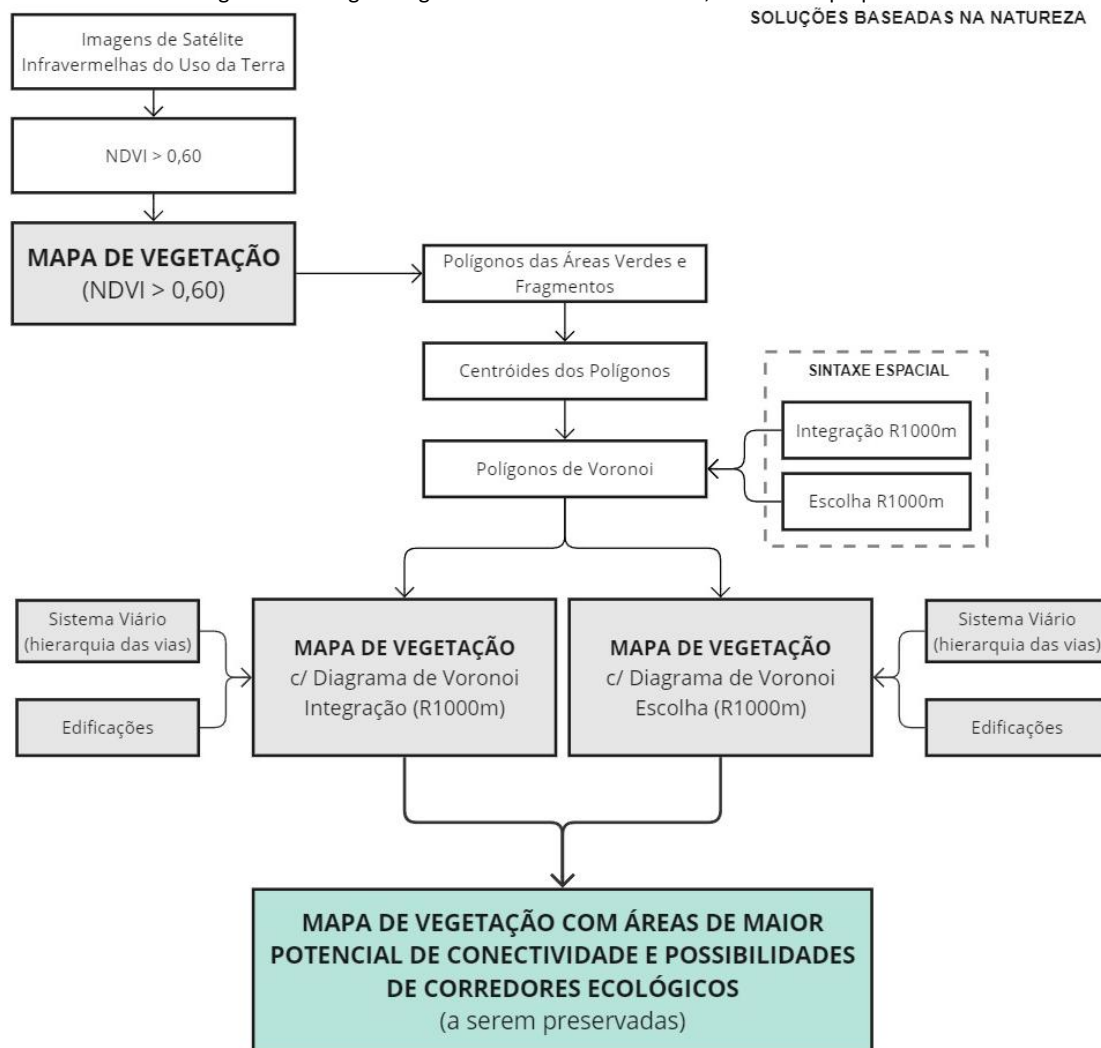 SOLUÇÕES BASEADAS NA NATUREZA
Imagens de Satélite
Infravermelhas do Uso da Terra
NDVI > 0,60
MAPA DE VEGETAÇÃO
(NDVI > 0,60)
Polígonos das Áreas Verdes e
Fragmentos
Centróides dos Polígonos
SINTAXE ESPACIAL
Integração R1000m
Polígonos de Voronoi
Escolha R1000m
Sistema Viário
(hierarquia das vias)
Edificações
MAPA DE VEGETAÇÃO
c/ Diagrama de Voronoi
Integração (R1000m)
MAPA DE VEGETAÇÃO
c/ Diagrama de Voronoi
Escolha (R1000m)
Sistema Viário
(hierarquia das vias)
Edificações
MAPA DE VEGETAÇÃO COM ÁREAS DE MAIOR
POTENCIAL DE CONECTIVIDADE E POSSIBILIDADES
DE CORREDORES ECOLÓGICOS
(a serem preservadas)